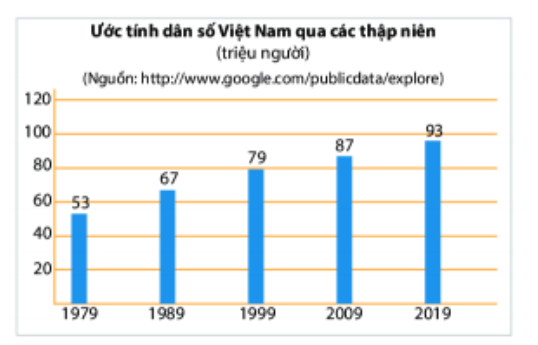 Ước tính dân số Việt Nam qua các thập niên
(triệu người)
(Nguồn: http://www.google.com/publicdata/explore)
120
100
80
60
40
20
53
67
79
87
93
1979 1989 1999 2009 2019